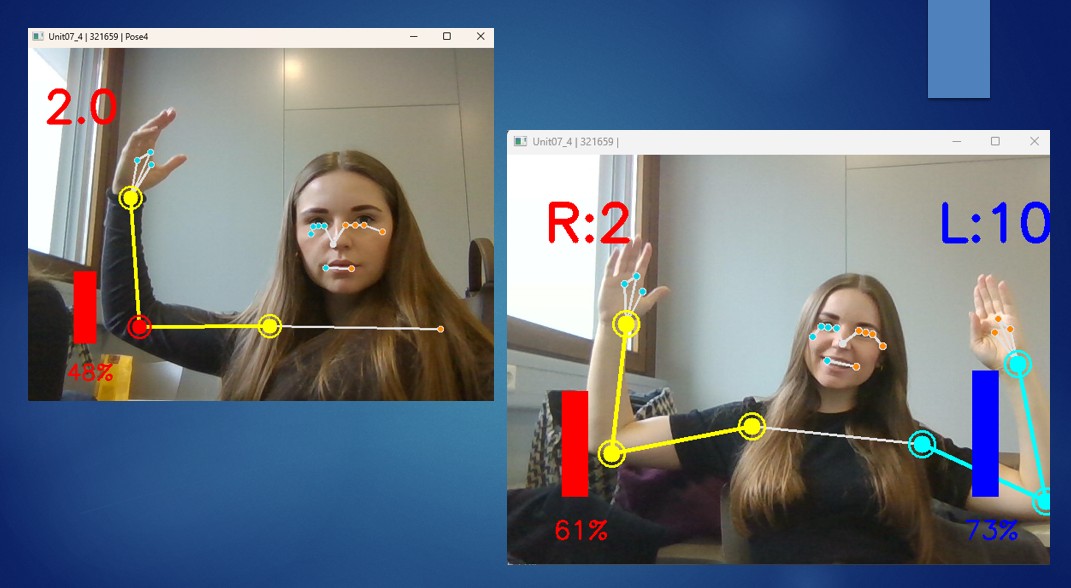 Unit07_4 | 321659 | Pose4
2.0
48%
Unit07_4 | 321659 |
R:2
L:10
61%
73%